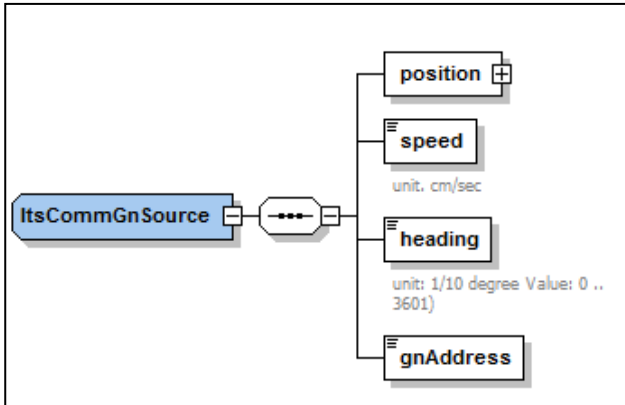 position
speed
unit. cm/sec
ItsCommGnSource
heading
unit: 1/10 degree Value: 0 ..
3601)
gnAddress